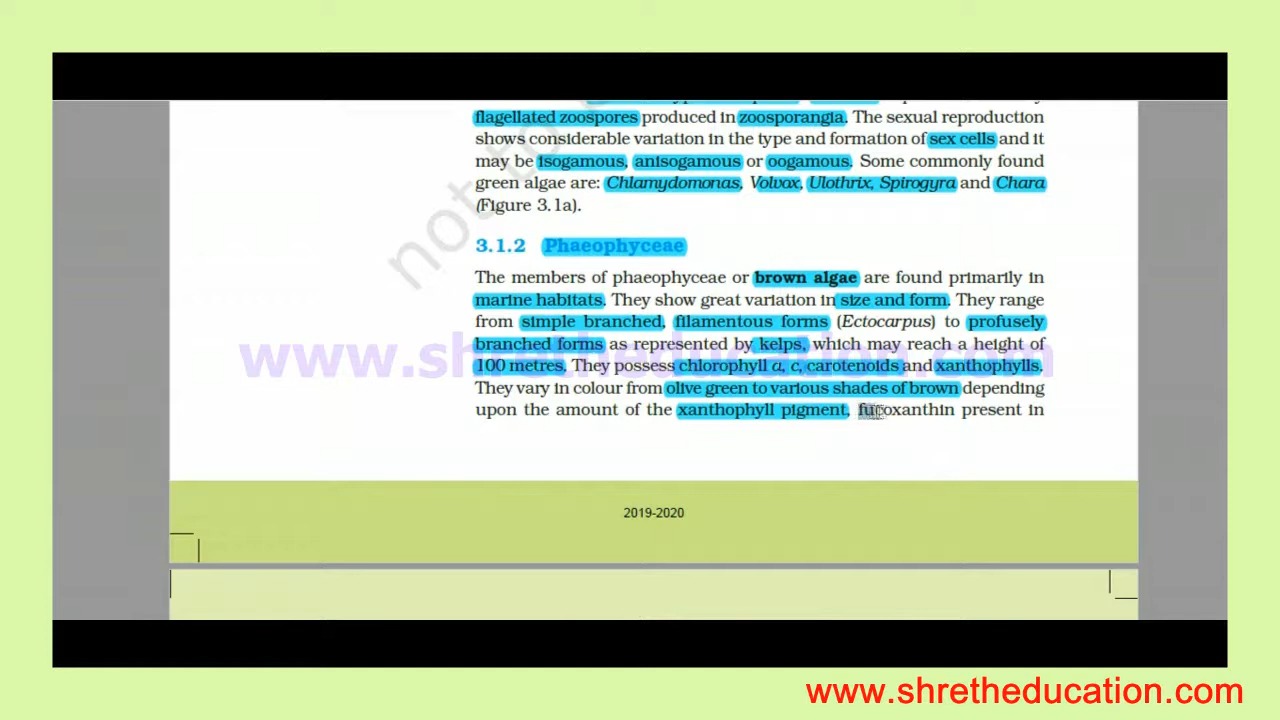 flagellated zoospores produced in zoosporangia. The sexual reproduction
shows considerable variation in the type and formation of sex cells and it
may be isogamous, anisogamous or oogamous. Some commonly found
green algae are: Chlamydomonas, Volvox, Ulothrix, Spirogyra and Chara
(Figure 3.1a).
not to
3.1.2 Phaeophyceae
The members of phaeophyceae or brown algae are found primarily in
marine habitats. They show great variation in size and form. They range
from simple branched, filamentous forms (Ectocarpus) to profusely
branched forms as represented by kelps, which may reach a height of
www.shretheducation.com
100 metres. They possess chlorophyll a, c, carotenoids and xanthophylls.
They vary in colour from olive green to various shades of brown depending
upon the amount of the xanthophyll pigment, fucoxanthin present in
2019-2020
www.shretheducation.com